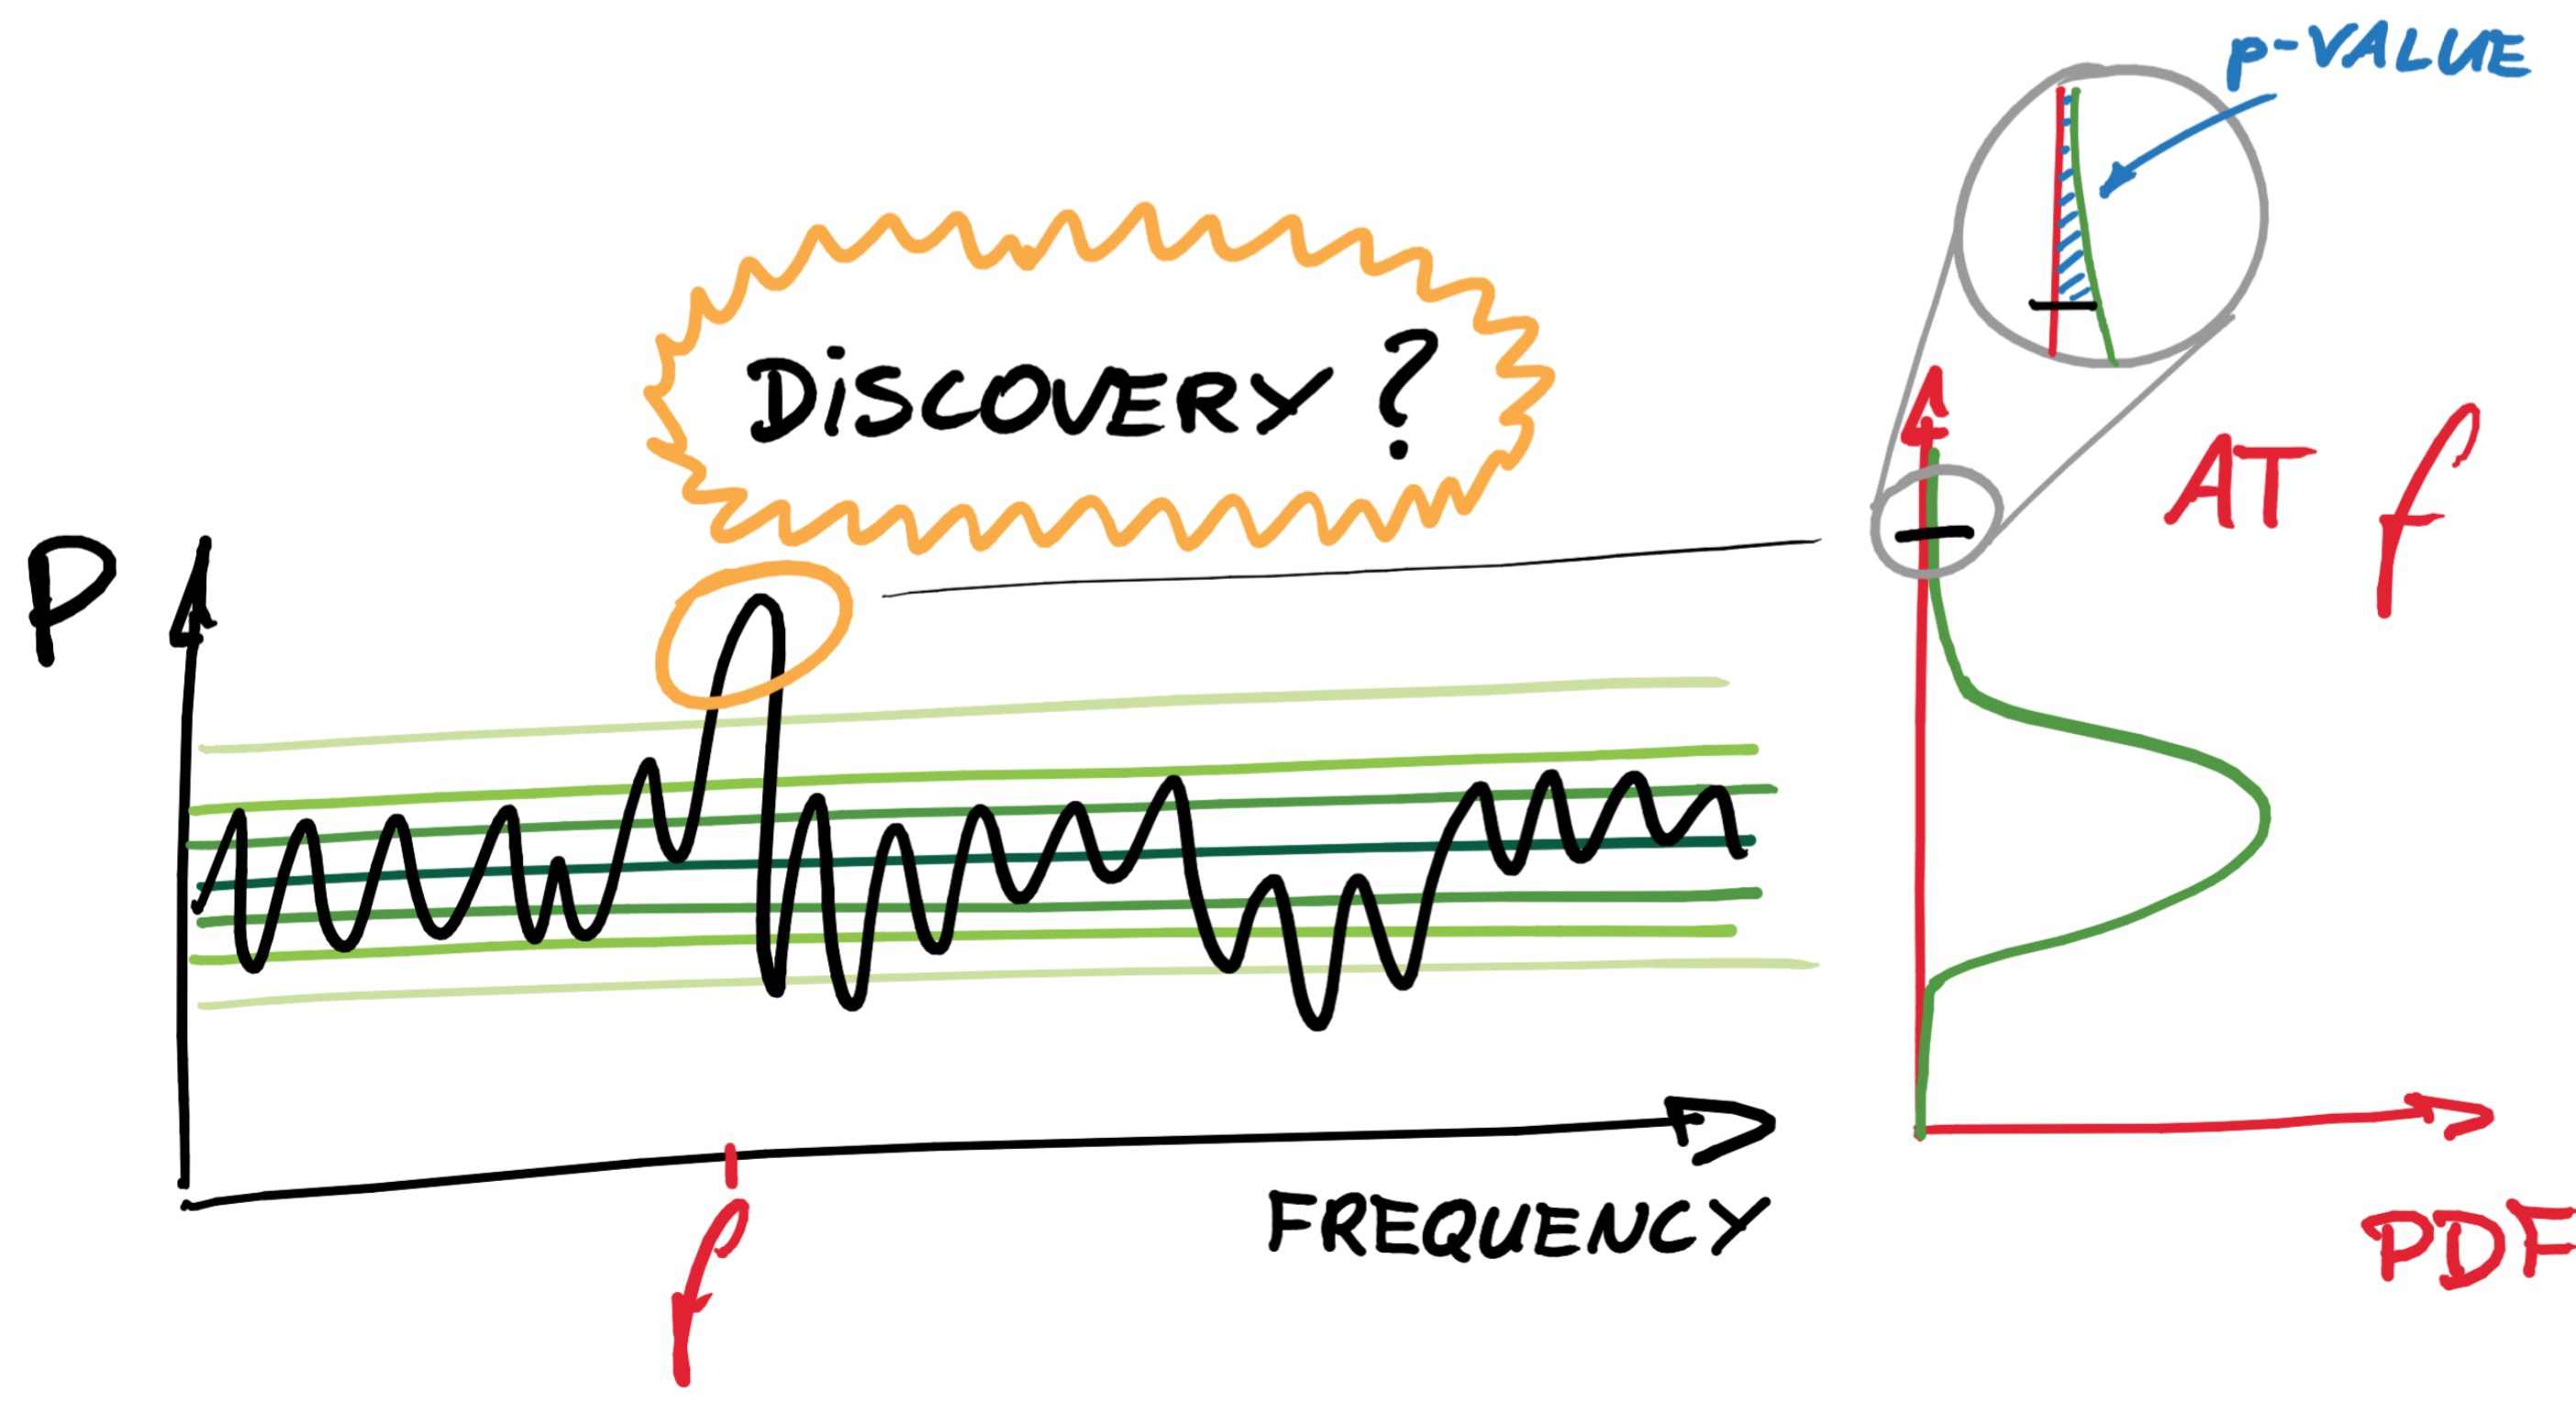 p-VALUE
DiSCOVERY?
AT f
P
FREQUENCY
f
PDF